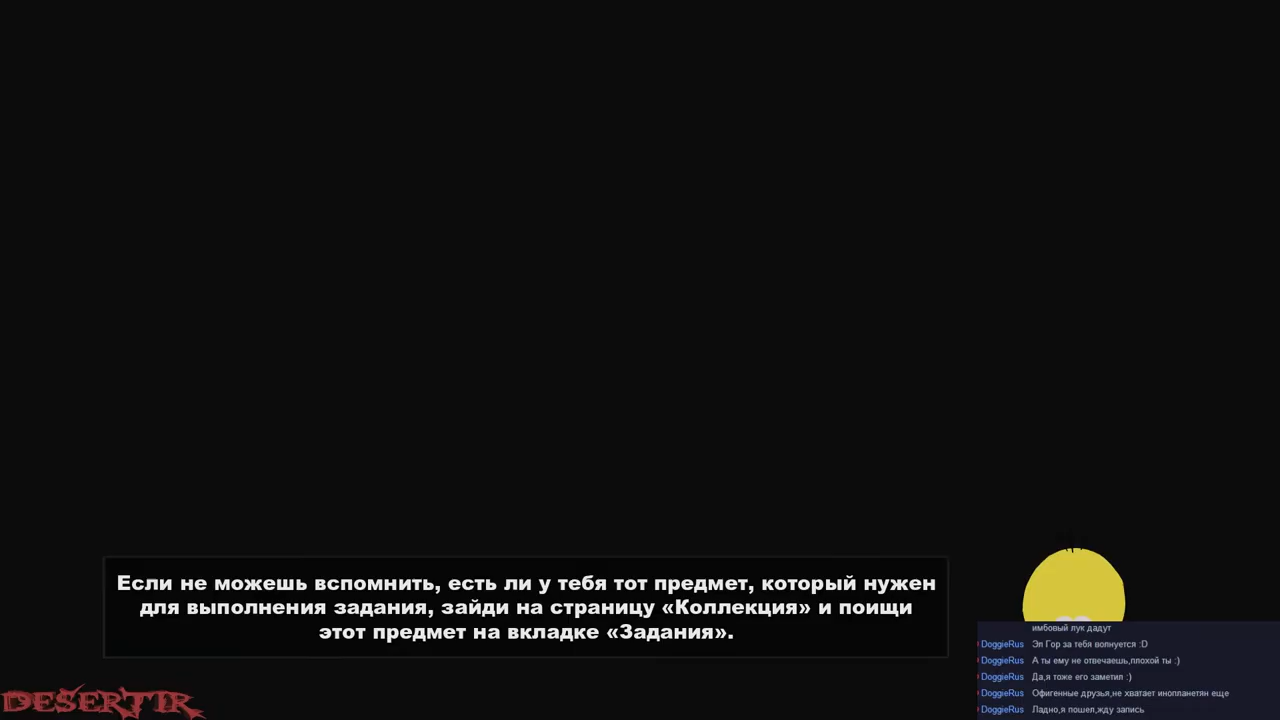 Если не можешь вспомнить, есть ли у тебя тот предмет, который нужен
для выполнения задания, зайди на страницу «Коллекция» и поищи
этот предмет на вкладке «Задания».
имбовый лук дадут
DoggieRus Эл Гор за тебя волнуется :D
DoggieRus А ты ему не отвечаешь,плохой ты :)
DoggieRus Да,я тоже его заметил :)
DoggieRus Офигенные друзья,не хватает инопланетян еще
DoggieRus Ладно,я пошел,жду запись
DESERTIR